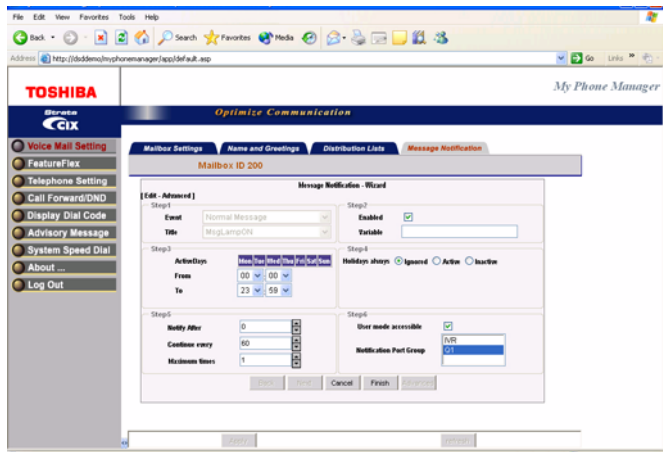 File Edit View Favorites Tools Help
Back Search Favorites Media
Address http://dsddemo/myphonemanager/app/default.asp Go Links »
TOSHIBA My Phone Manager
Strata CIX Optimize Communication
Voice Mail Setting
FeatureFlex
Telephone Setting
Call Forward/DND
Display Dial Code
Advisory Message
System Speed Dial
About ...
Log Out
Mailbox Settings Name and Greetings Distribution Lists Message Notification
Mailbox ID 200
Message Notification - Wizard
[ Edit - Advanced ]
Step1
Event Normal Message
Title MsgLampON
Step2
Enabled
Variable
Step3
ActiveDays Mon Tue Wed Thu Fri Sat Sun
From 00 : 00
To 23 : 59
Step4
Holidays always Ignored Active Inactive
Step5
Notify After 0
Continue every 60
Maximum times 1
Step6
User mode accessible
Notification Port Group IVR
Q1
Back Next Cancel Finish Advanced